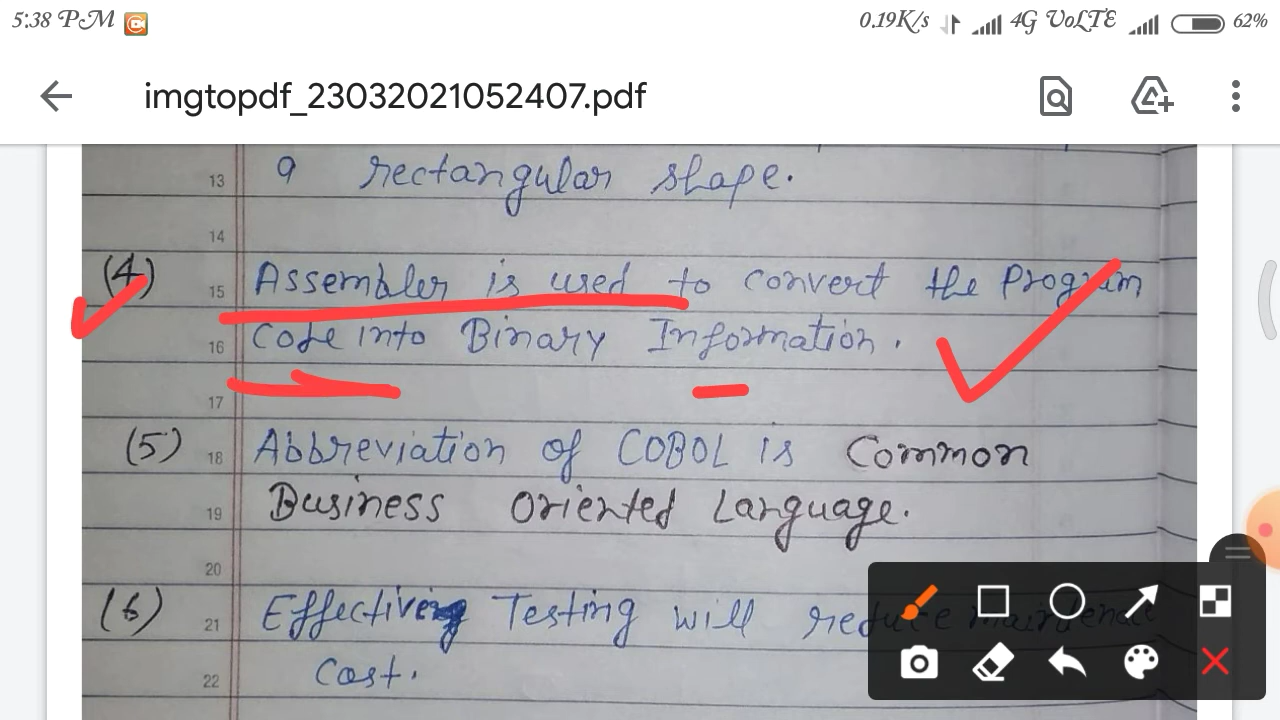 5:38 PM
0.19K/s 4G VoLTE 62%
imgtopdf_23032021052407.pdf
13 a rectangular shape.
14
(4) 15 Assembler is used to convert the Program
16 Code into Binary Information.
17
(5) 18 Abbreviation of COBOL is Common
19 Business Oriented Language.
20
(6) 21 Effective Testing will reduce
22 Cost.